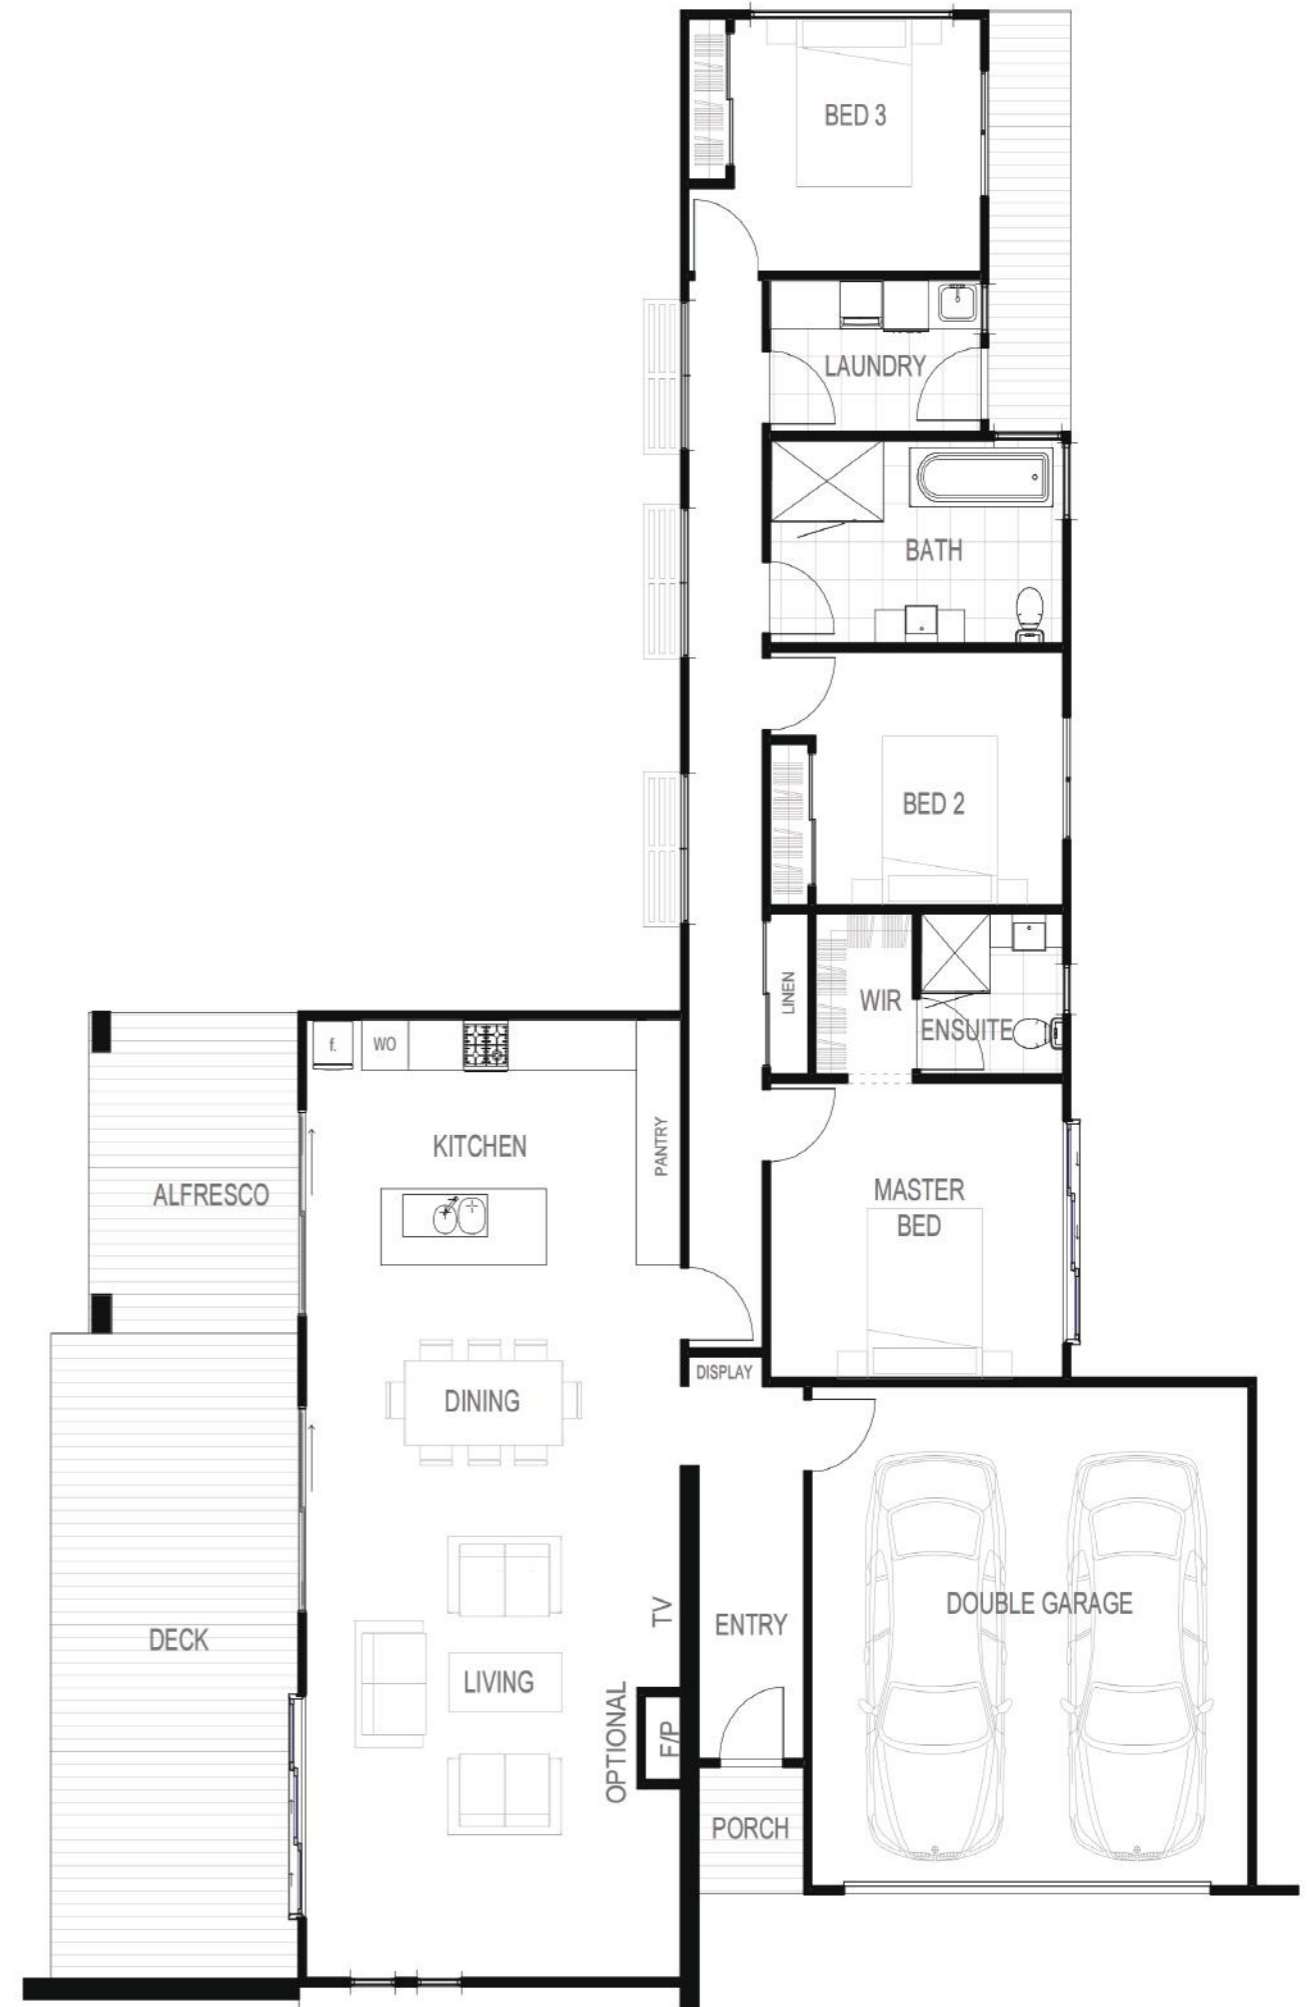 BED 3
LAUNDRY
BATH
BED 2
LINEN
WIR
ENSUITE
f.
WO
KITCHEN
PANTRY
ALFRESCO
MASTER
BED
DISPLAY
DINING
DECK
LIVING
TV
OPTIONAL
F/P
ENTRY
DOUBLE GARAGE
PORCH